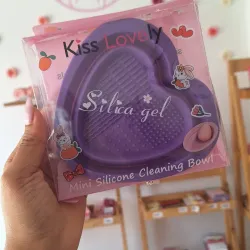 Kiss Lovely
Silica gel
Mini Silicone Cleaning Bowl